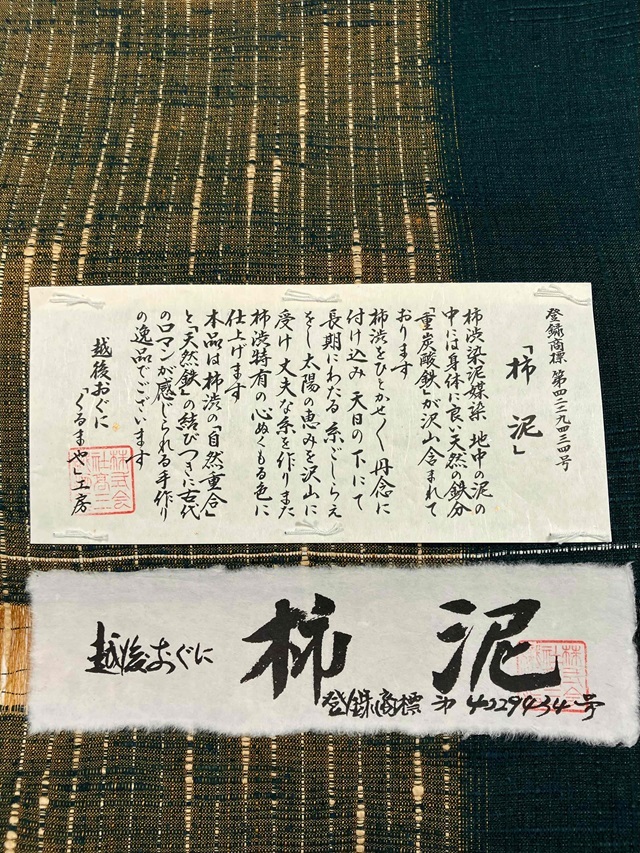 登録商標 第四二二九四三四号
「柿泥」
柿渋染泥媒染 地中の泥の
中には身体に良い天然の鉄分
「重炭酸鉄」が沢山含まれて
おります
柿渋をひとかせ〱丹念に
付け込み 天日の下にて
長期にわたる 糸ごしらえ
をし 太陽の恵みを沢山に
受け 丈夫な糸を作りまた
柿渋特有の心ぬくもる色に
仕上げます
本品は柿渋の「自然重合」
と「天然鉄」の結びつきに古代
のロマンが感じられる手作り
の逸品でございます
越後おぐに
「くるまや」工房
株式会
越後おぐに 柿泥
登録商標 第4229434号
株式会